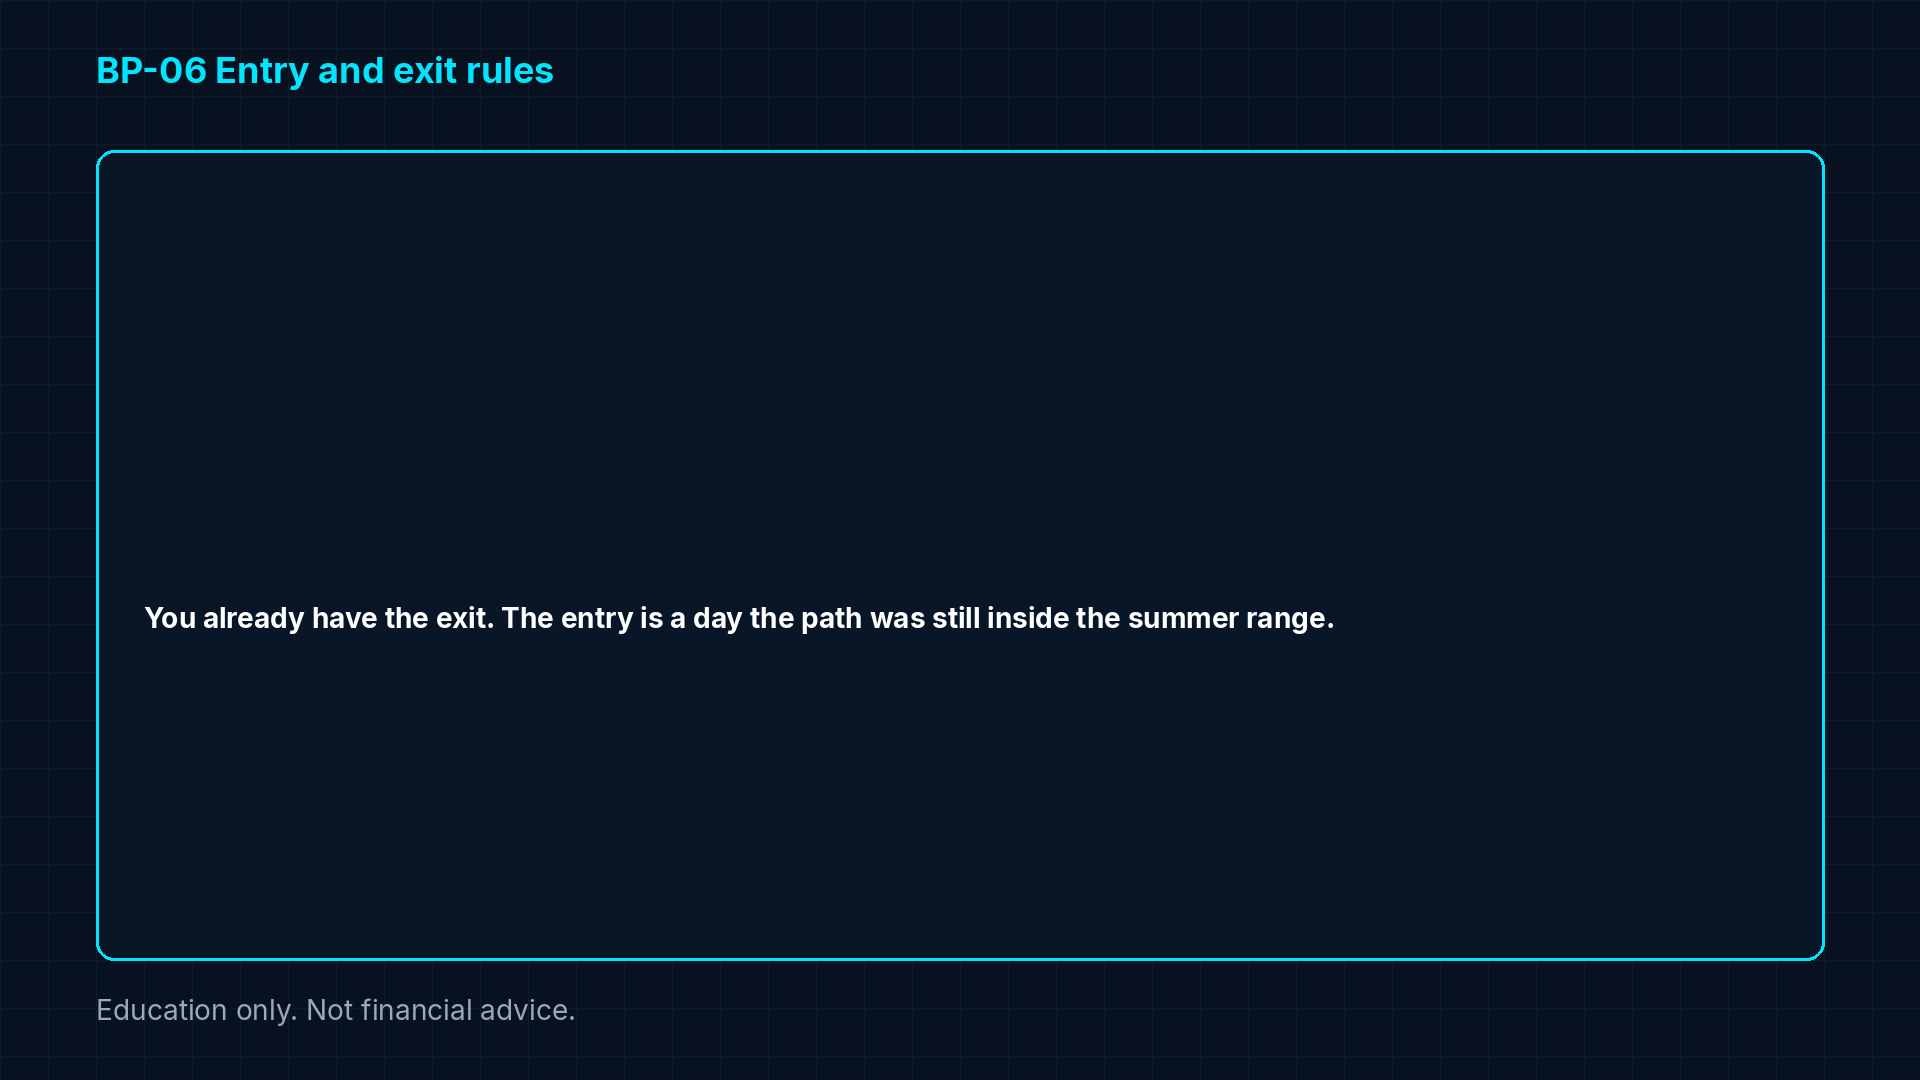 BP-06 Entry and exit rules
You already have the exit. The entry is a day the path was still inside the summer range.
Education only. Not financial advice.